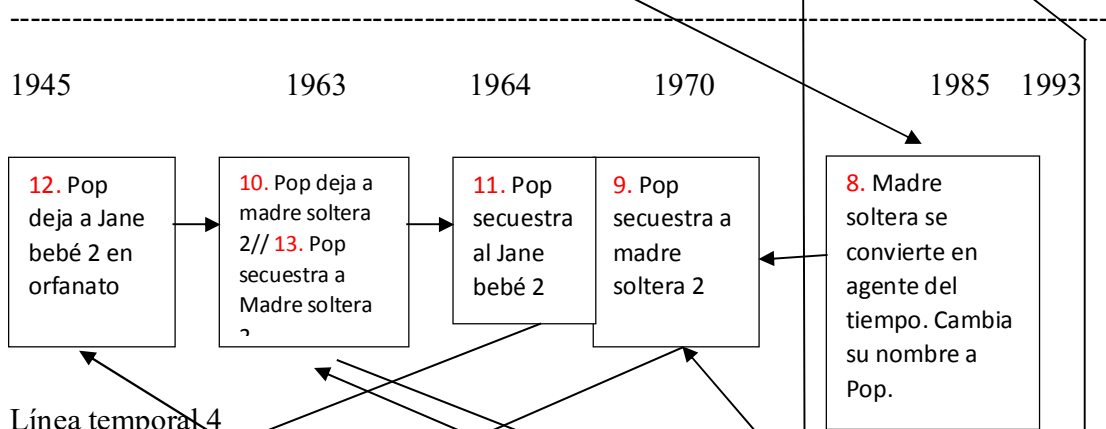 1945 1963 1964 1970 1985 1993
12. Pop
deja a Jane
bebé 2 en
orfanato
10. Pop deja a
madre soltera
2// 13. Pop
secuestra a
Madre soltera
11. Pop
secuestra
al Jane
bebé 2
9. Pop
secuestra a
madre
soltera 2
8. Madre
soltera se
convierte en
agente del
tiempo. Cambia
su nombre a
Pop.
Línea temporal 4